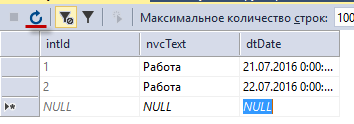 Максимальное количество строк: 100
intId nvcText dtDate
1 Работа 21.07.2016 0:00:...
2 Работа 22.07.2016 0:00:...
NULL NULL NULL